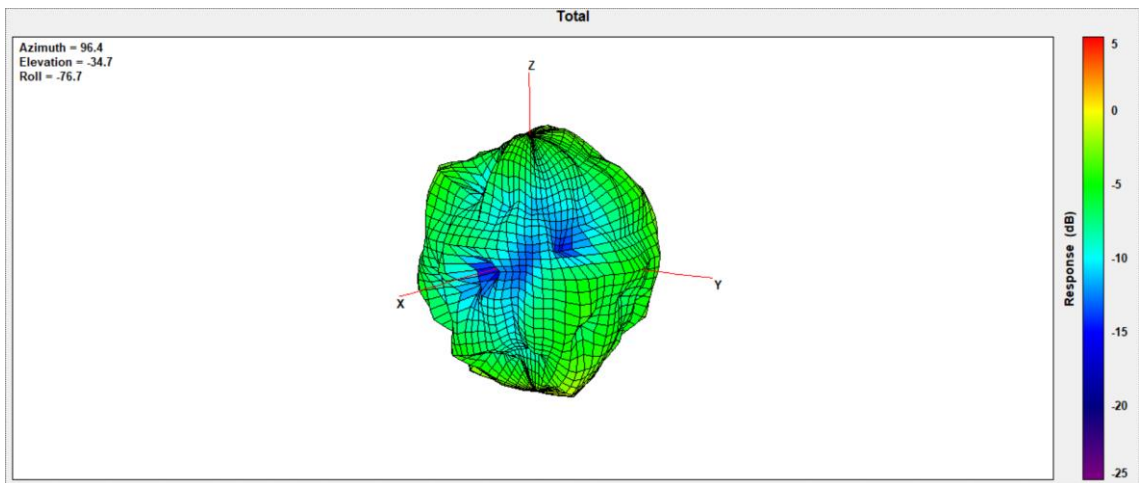 Total
Azimuth = 96.4
Elevation = -34.7
Roll = -76.7
Z
X
Y
5
0
-5
-10
-15
-20
-25
Response (dB)